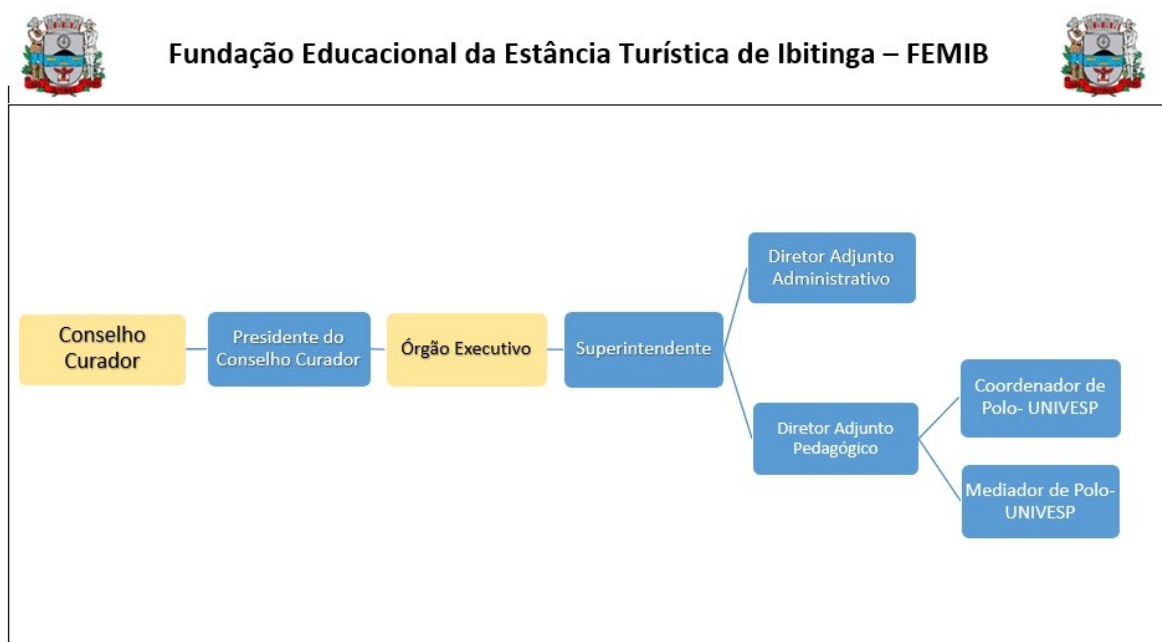 Fundação Educacional da Estância Turística de Ibitinga – FEMIB
Conselho
Curador
Presidente do
Conselho Curador
Órgão Executivo
Superintendente
Diretor Adjunto
Administrativo
Diretor Adjunto
Pedagógico
Coordenador de
Polo- UNIVESP
Mediador de Polo-
UNIVESP